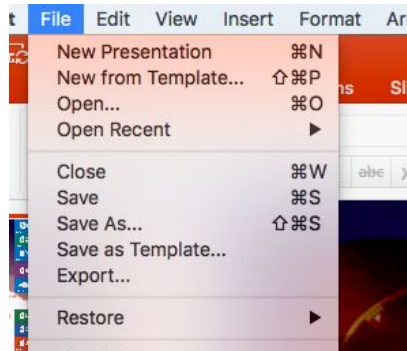 File Edit View Insert Format
New Presentation ⌘N
New from Template... ⇧⌘P
Open... ⌘O
Open Recent ▶
Close ⌘W
Save ⌘S
Save As... ⇧⌘S
Save as Template...
Export...
Restore ▶
abc